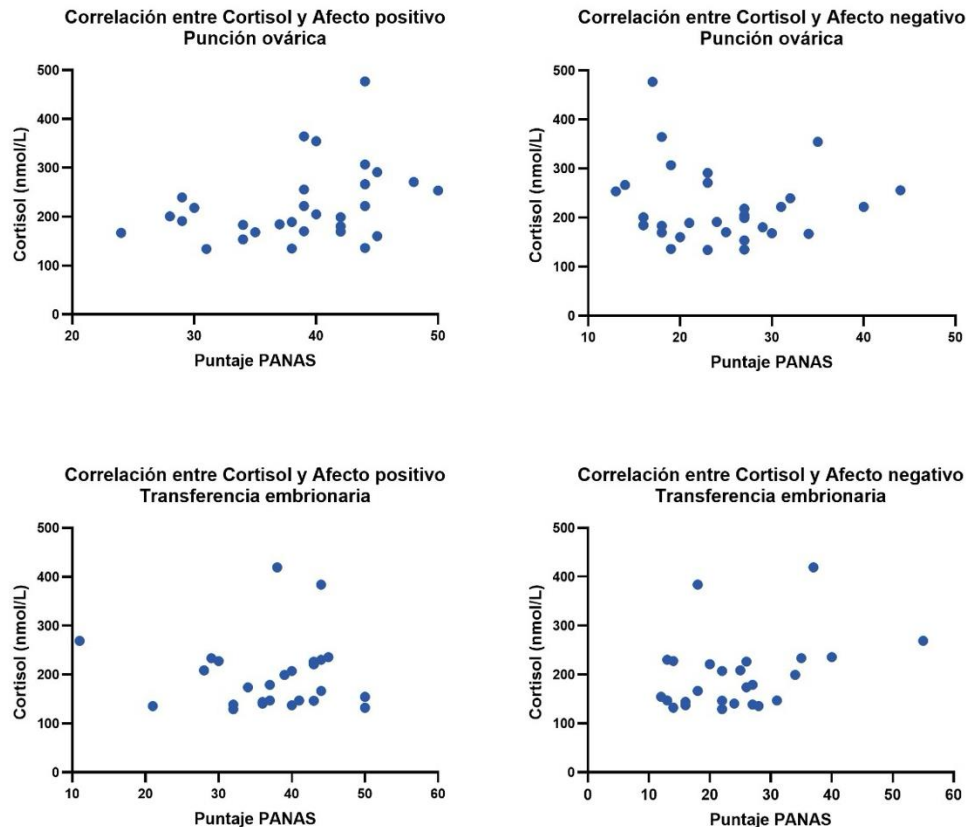 Correlación entre Cortisol y Afecto positivo
Punción ovárica
Cortisol (nmol/L)
500
400
300
200
100
0
20
30
40
50
Puntaje PANAS
Correlación entre Cortisol y Afecto negativo
Punción ovárica
Cortisol (nmol/L)
500
400
300
200
100
0
10
20
30
40
50
Puntaje PANAS
Correlación entre Cortisol y Afecto positivo
Transferencia embrionaria
Cortisol (nmol/L)
500
400
300
200
100
0
10
20
30
40
50
60
Puntaje PANAS
Correlación entre Cortisol y Afecto negativo
Transferencia embrionaria
Cortisol (nmol/L)
500
400
300
200
100
0
0
10
20
30
40
50
60
Puntaje PANAS